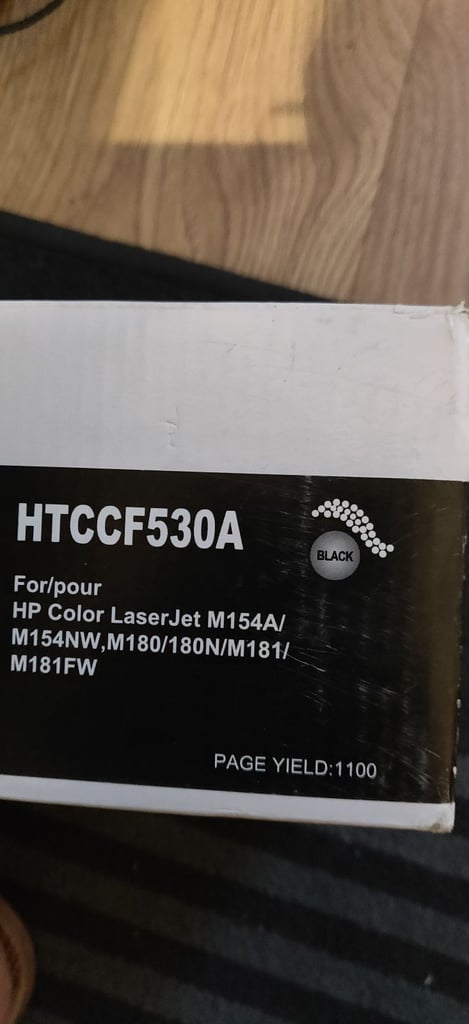 HTCCF530A
BLACK
For/pour
HP Color LaserJet M154A/
M154NW,M180/180N/M181/
M181FW
PAGE YIELD:1100